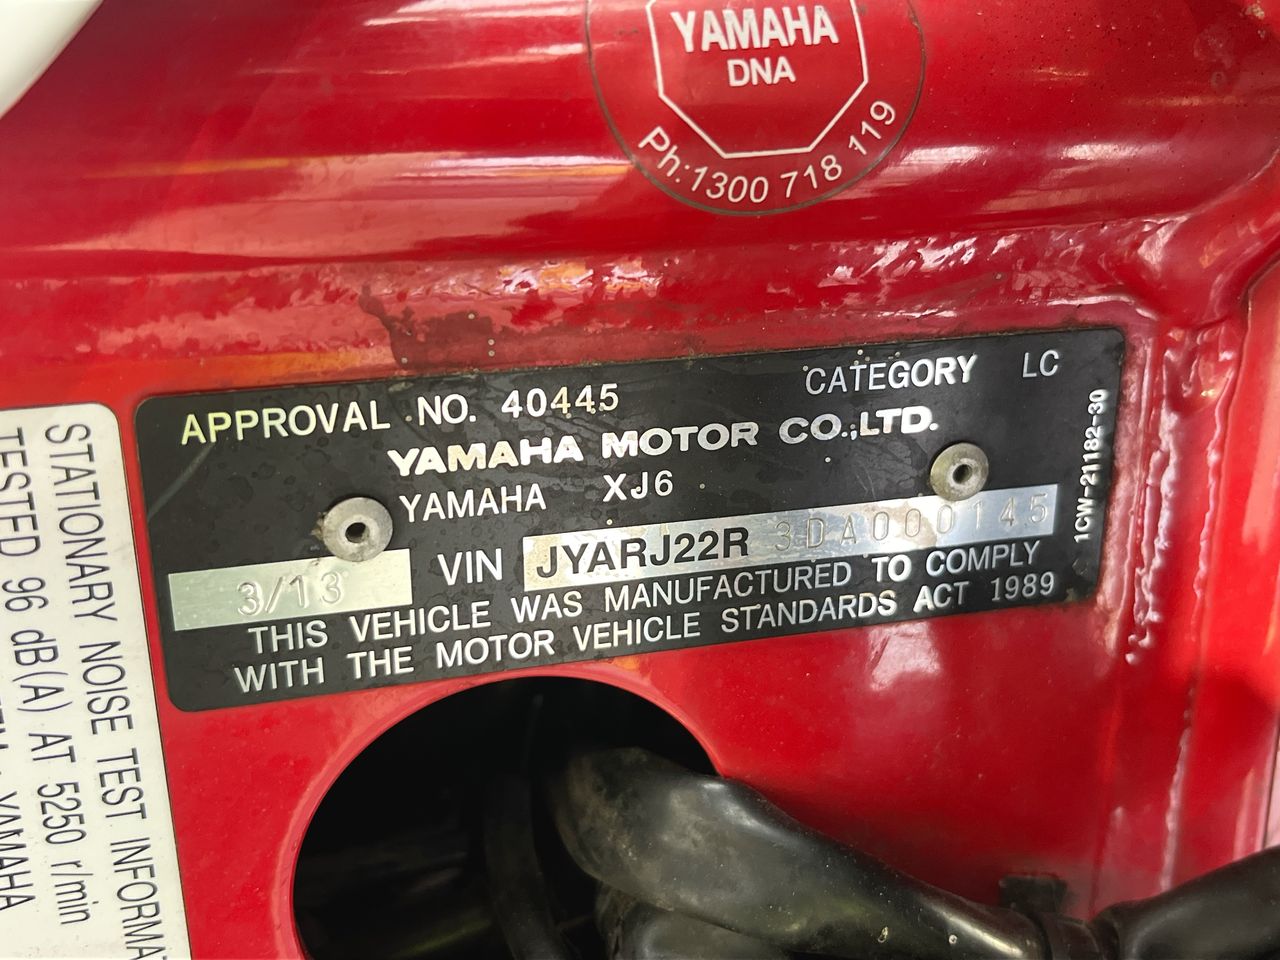 YAMAHA
DNA
Ph:1300 718 119
APPROVAL NO. 40445 CATEGORY LC
YAMAHA MOTOR CO.,LTD.
YAMAHA XJ6
3/13 VIN JYARJ22R 3DA000145
THIS VEHICLE WAS MANUFACTURED TO COMPLY
WITH THE MOTOR VEHICLE STANDARDS ACT 1989
1CW-21182-30
STATIONARY NOISE TEST INFORMAT
TESTED 96 dB(A) AT 5250 r/min
YAMAHA